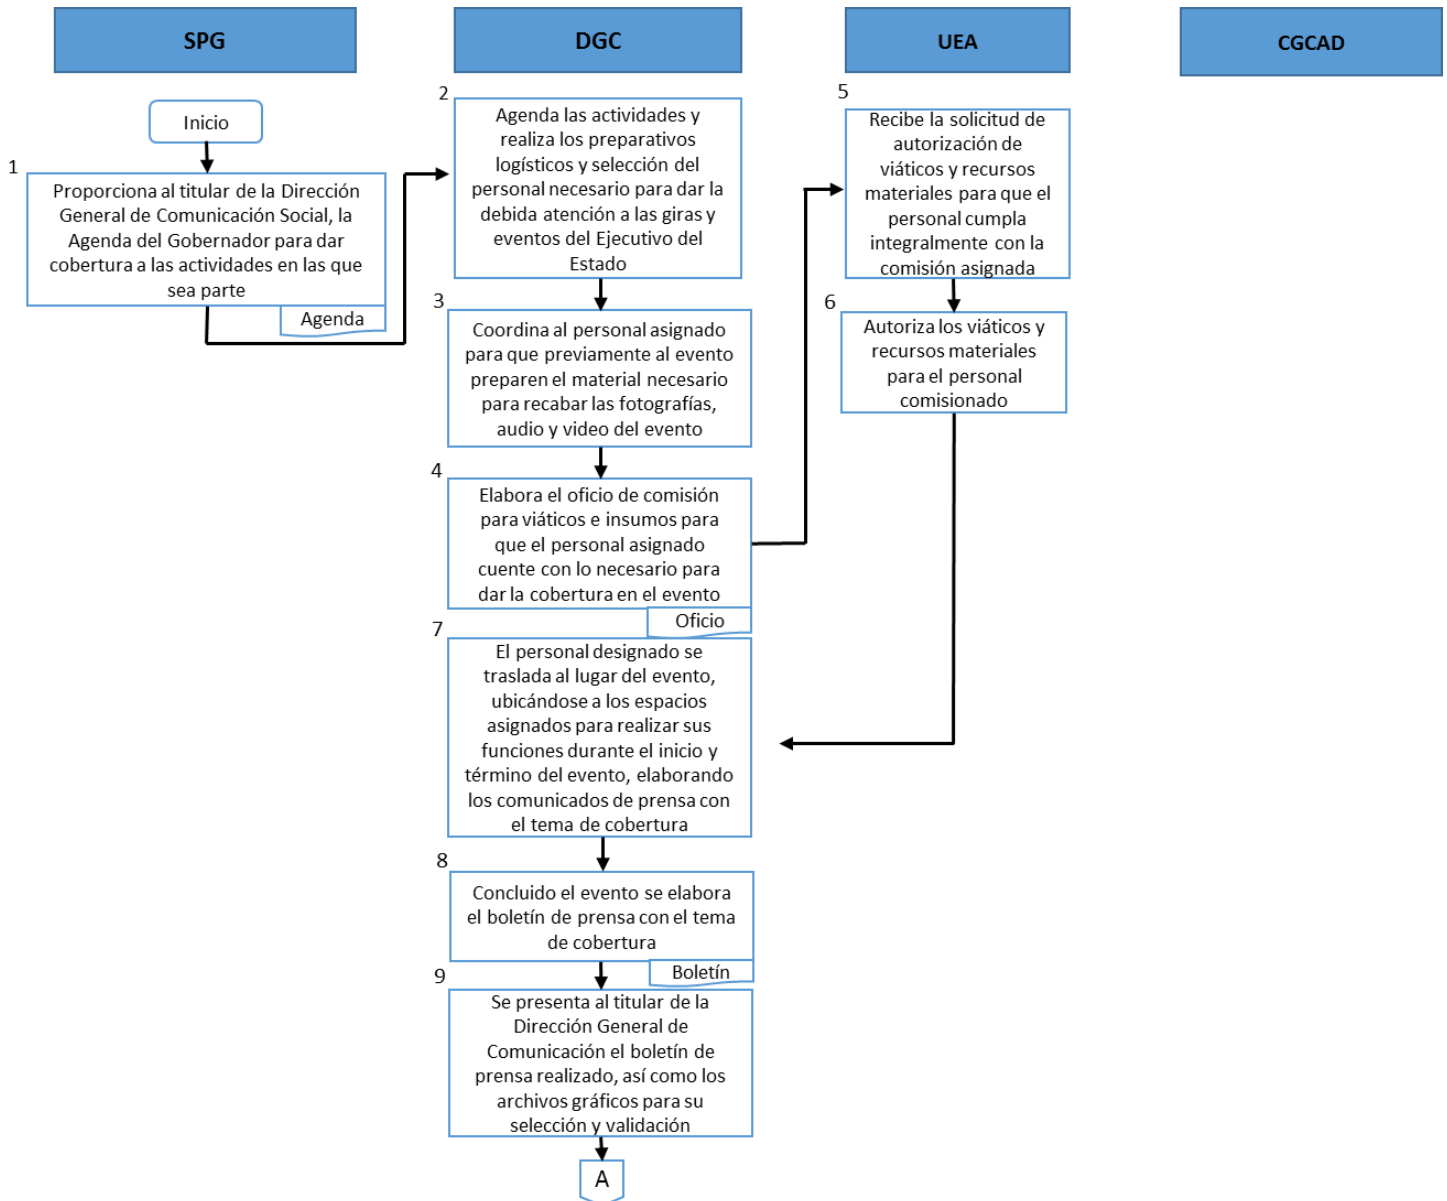 SPG
DGC
UEA
CGCAD
Inicio
1
Proporciona al titular de la Dirección
General de Comunicación Social, la
Agenda del Gobernador para dar
cobertura a las actividades en las que
sea parte
Agenda
2
Agenda las actividades y
realiza los preparativos
logísticos y selección del
personal necesario para dar la
debida atención a las giras y
eventos del Ejecutivo del
Estado
3
Coordina al personal asignado
para que previamente al evento
preparen el material necesario
para recabar las fotografías,
audio y video del evento
4
Elabora el oficio de comisión
para viáticos e insumos para
que el personal asignado
cuente con lo necesario para
dar la cobertura en el evento
Oficio
5
Recibe la solicitud de
autorización de
viáticos y recursos
materiales para que el
personal cumpla
integralmente con la
comisión asignada
6
Autoriza los viáticos y
recursos materiales
para el personal
comisionado
7
El personal designado se
traslada al lugar del evento,
ubicándose a los espacios
asignados para realizar sus
funciones durante el inicio y
término del evento, elaborando
los comunicados de prensa con
el tema de cobertura
8
Concluido el evento se elabora
el boletín de prensa con el tema
de cobertura
Boletín
9
Se presenta al titular de la
Dirección General de
Comunicación el boletín de
prensa realizado, así como los
archivos gráficos para su
selección y validación
A